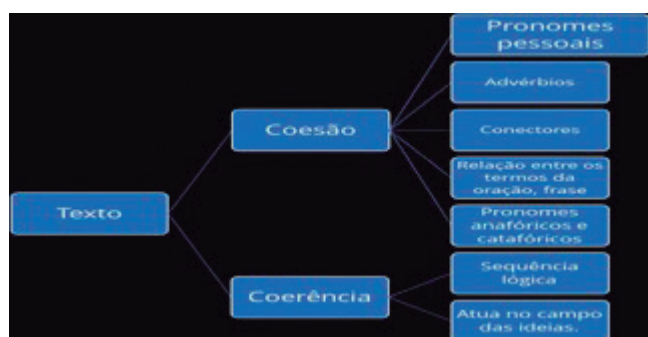 Texto
Coesão
Pronomes
pessoais
Advérbios
Conectores
Relação entre os
termos da
oração, frase
Pronomes
anafóricos e
catafóricos
Coerência
Sequência
lógica
Atua no campo
das ideias.